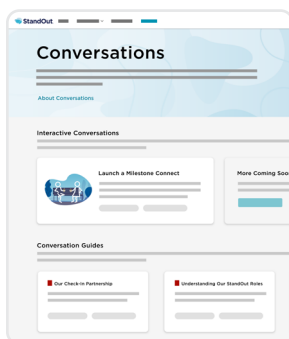 StandOut
Conversations
About Conversations
Interactive Conversations
Launch a Milestone Connect
More Coming Soo
Conversation Guides
Our Check-In Partnership
Understanding Our StandOut Roles